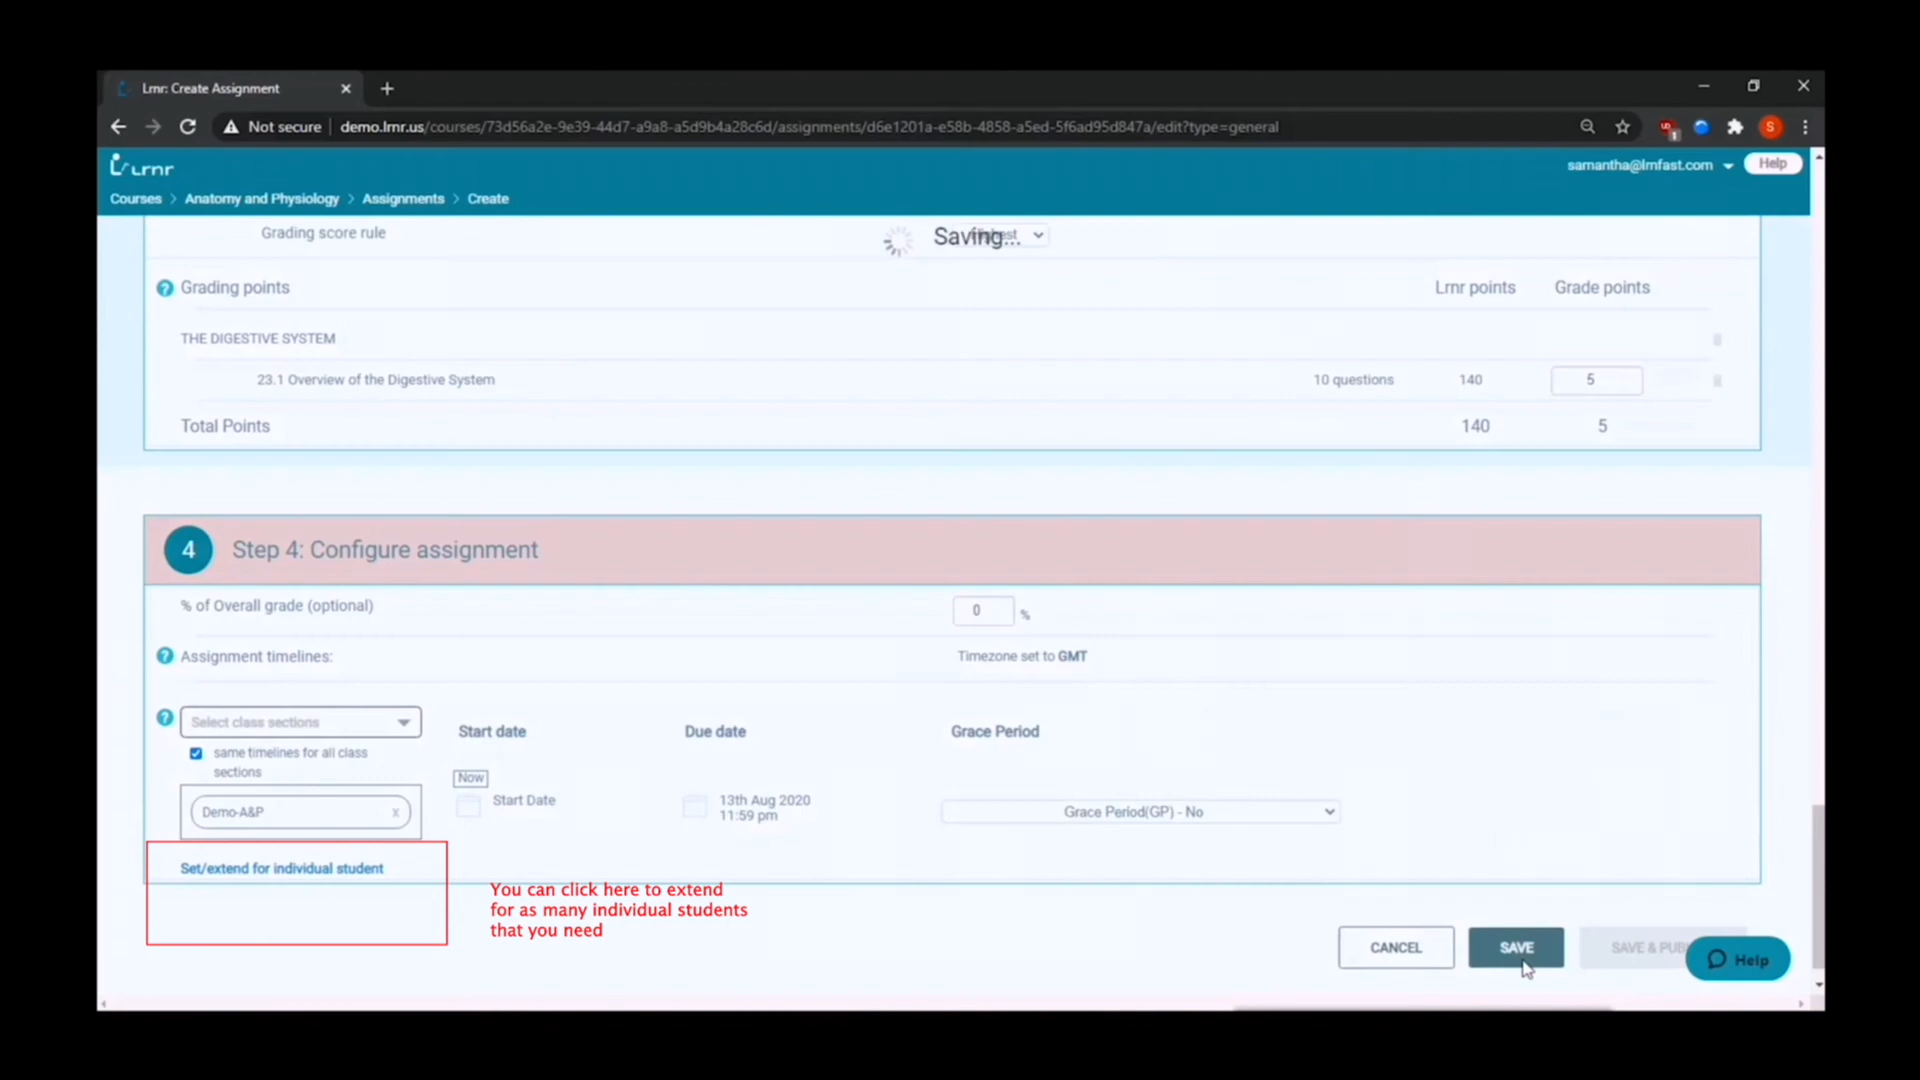 Lrnr: Create Assignment
Not secure
demo.lrnr.us/courses/73d56a2e-9e39-44d7-a9a8-a5d9b4a28c6d/assignments/d6e1201a-e58b-4858-a5ed-5f6ad95d847a/edit?type=general
1
S
Lrnr
samantha@lrnfast.com
Help
Courses > Anatomy and Physiology > Assignments > Create
Grading score rule
Saving...
? Grading points
Lrnr points
Grade points
THE DIGESTIVE SYSTEM
23.1 Overview of the Digestive System
10 questions
140
5
Total Points
140
5
4
Step 4: Configure assignment
% of Overall grade (optional)
0
%
? Assignment timelines:
Timezone set to GMT
? Select class sections
Start date
Due date
Grace Period
same timelines for all class
sections
Now
Start Date
13th Aug 2020
11:59 pm
Demo-A&P
x
Grace Period(GP) - No
Set/extend for individual student
You can click here to extend
for as many individual students
that you need
CANCEL
SAVE
SAVE &
Help